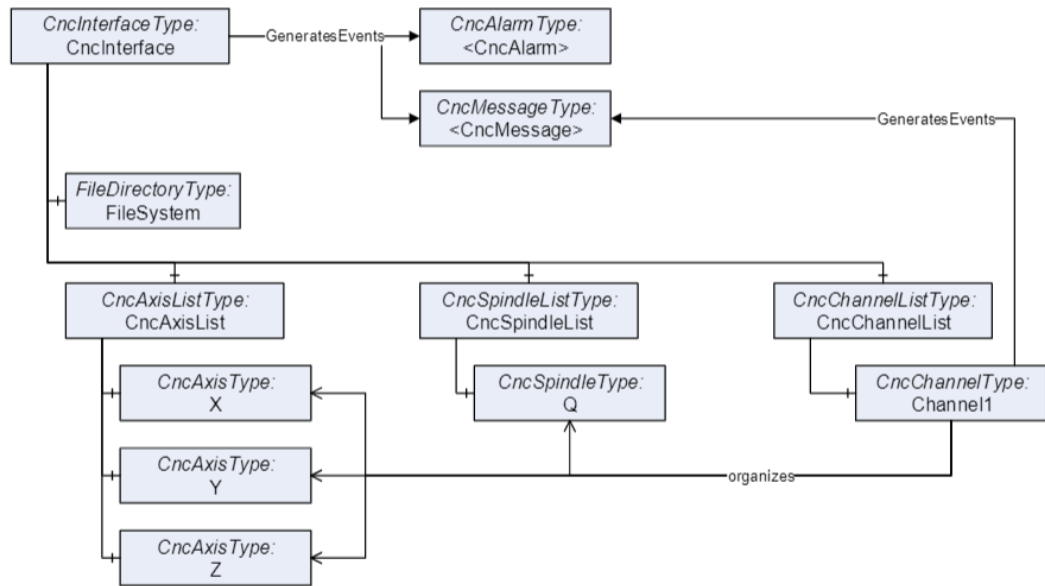 CncInterfaceType:
CncInterface
GeneratesEvents
CncAlarmType:
<CncAlarm>
CncMessageType:
<CncMessage>
GeneratesEvents
FileDirectoryType:
FileSystem
CncAxisListType:
CncAxisList
CncSpindleListType:
CncSpindleList
CncChannelListType:
CncChannelList
CncAxisType:
X
CncSpindleType:
Q
CncChannelType:
Channel1
CncAxisType:
Y
organizes
CncAxisType:
Z